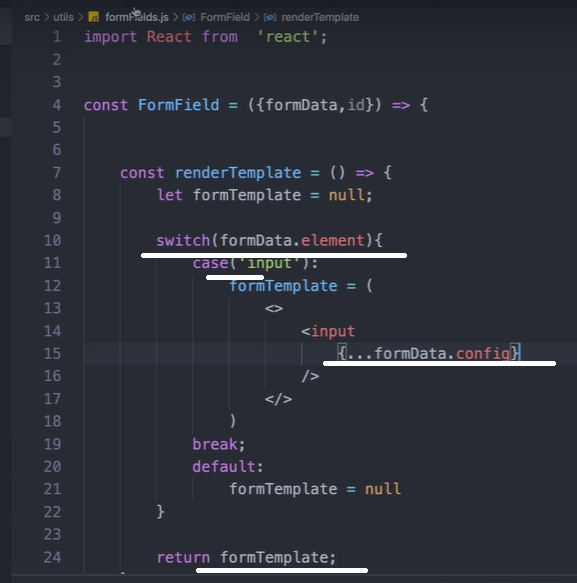 src > utils > JS formFields.js > FormField > renderTemplate
1 import React from  'react';
2
3
4 const FormField = ({formData,id}) => {
5
6
7     const renderTemplate = () => {
8         let formTemplate = null;
9
10         switch(formData.element){
11             case('input'):
12                 formTemplate = (
13                     <>
14                         <input
15                             {...formData.config}
16                         />
17                     </>
18                 )
19             break;
20             default:
21                 formTemplate = null
22         }
23
24         return formTemplate;